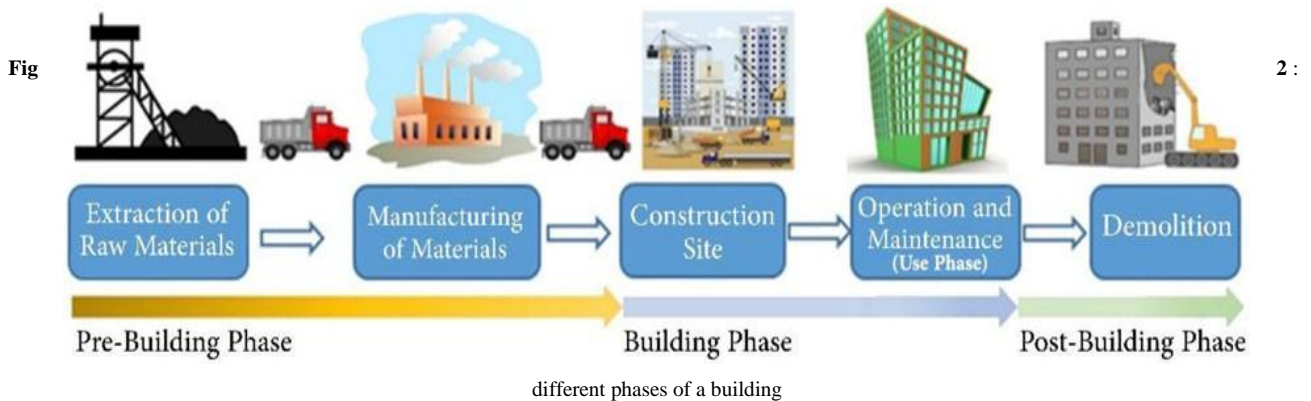 Fig 2 :
Extraction of
Raw Materials
Manufacturing
of Materials
Construction
Site
Operation and
Maintenance
(Use Phase)
Demolition
Pre-Building Phase
Building Phase
Post-Building Phase
different phases of a building